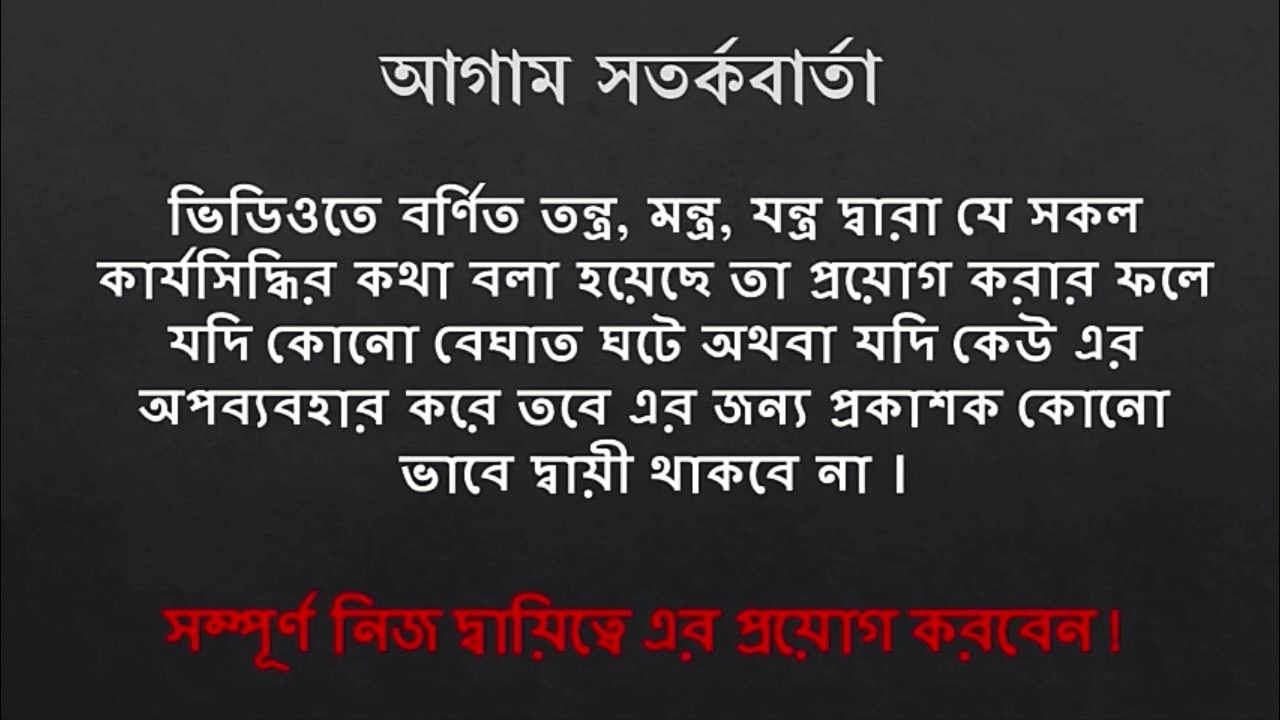 আগাম সতর্কবার্তা
ভিডিওতে বর্ণিত তন্ত্র, মন্ত্র, যন্ত্র দ্বারা যে সকল
কার্যসিদ্ধির কথা বলা হয়েছে তা প্রয়োগ করার ফলে
যদি কোনো বেঘাত ঘটে অথবা যদি কেউ এর
অপব্যবহার করে তবে এর জন্য প্রকাশক কোনো
ভাবে দ্বায়ী থাকবে না ।
সম্পূর্ণ নিজ দ্বায়িত্বে এর প্রয়োগ করবেন !